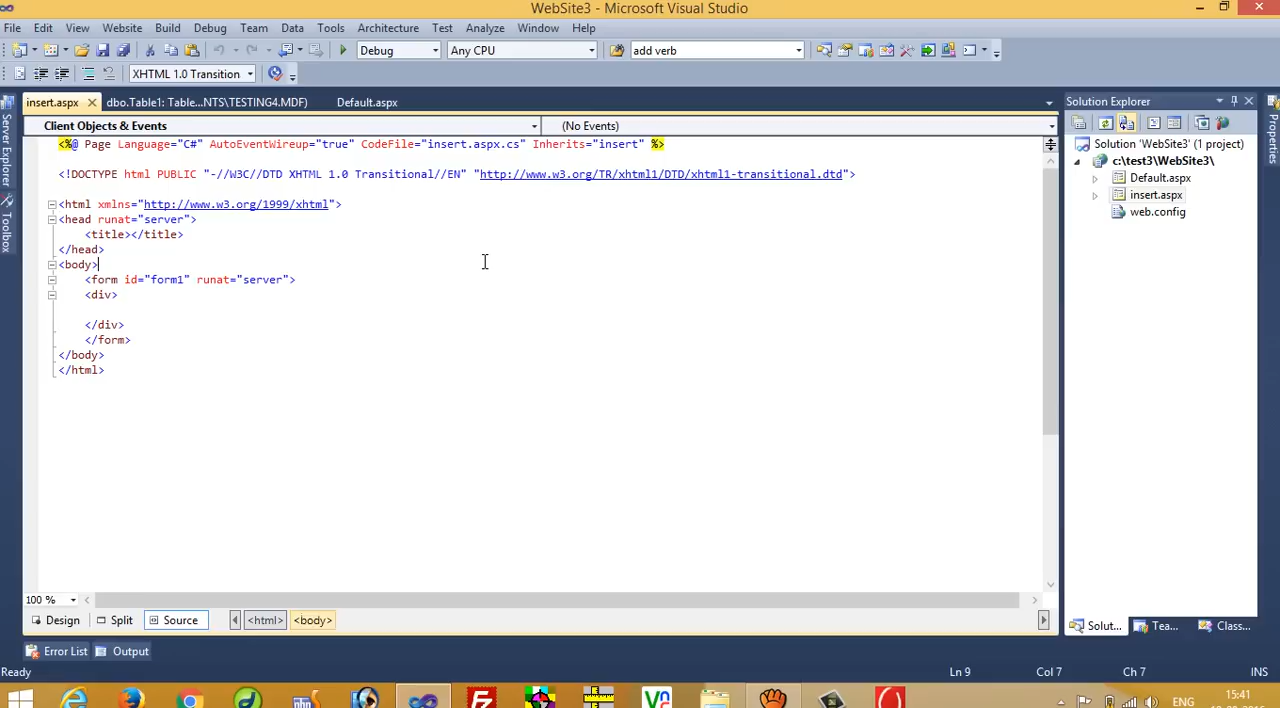 WebSite3 - Microsoft Visual Studio
File Edit View Website Build Debug Team Data Tools Architecture Test Analyze Window Help
Debug Any CPU add verb
XHTML 1.0 Transition
insert.aspx dbo.Table1: Table...NTS\TESTING4.MDF) Default.aspx
Solution Explorer
Client Objects & Events (No Events)
<%@ Page Language="C#" AutoEventWireup="true" CodeFile="insert.aspx.cs" Inherits="insert" %>
<!DOCTYPE html PUBLIC "-//W3C//DTD XHTML 1.0 Transitional//EN" "http://www.w3.org/TR/xhtml1/DTD/xhtml1-transitional.dtd">
<html xmlns="http://www.w3.org/1999/xhtml">
<head runat="server">
<title></title>
</head>
<body>
<form id="form1" runat="server">
<div>
</div>
</form>
</body>
</html>
Solution 'WebSite3' (1 project)
c:\test3\WebSite3\
Default.aspx
insert.aspx
web.config
Server Explorer
Toolbox
Properties
100 %
Design Split Source <html> <body>
Solut... Tea... Class...
Error List Output
Ready Ln 9 Col 7 Ch 7 INS
ENG 15:41